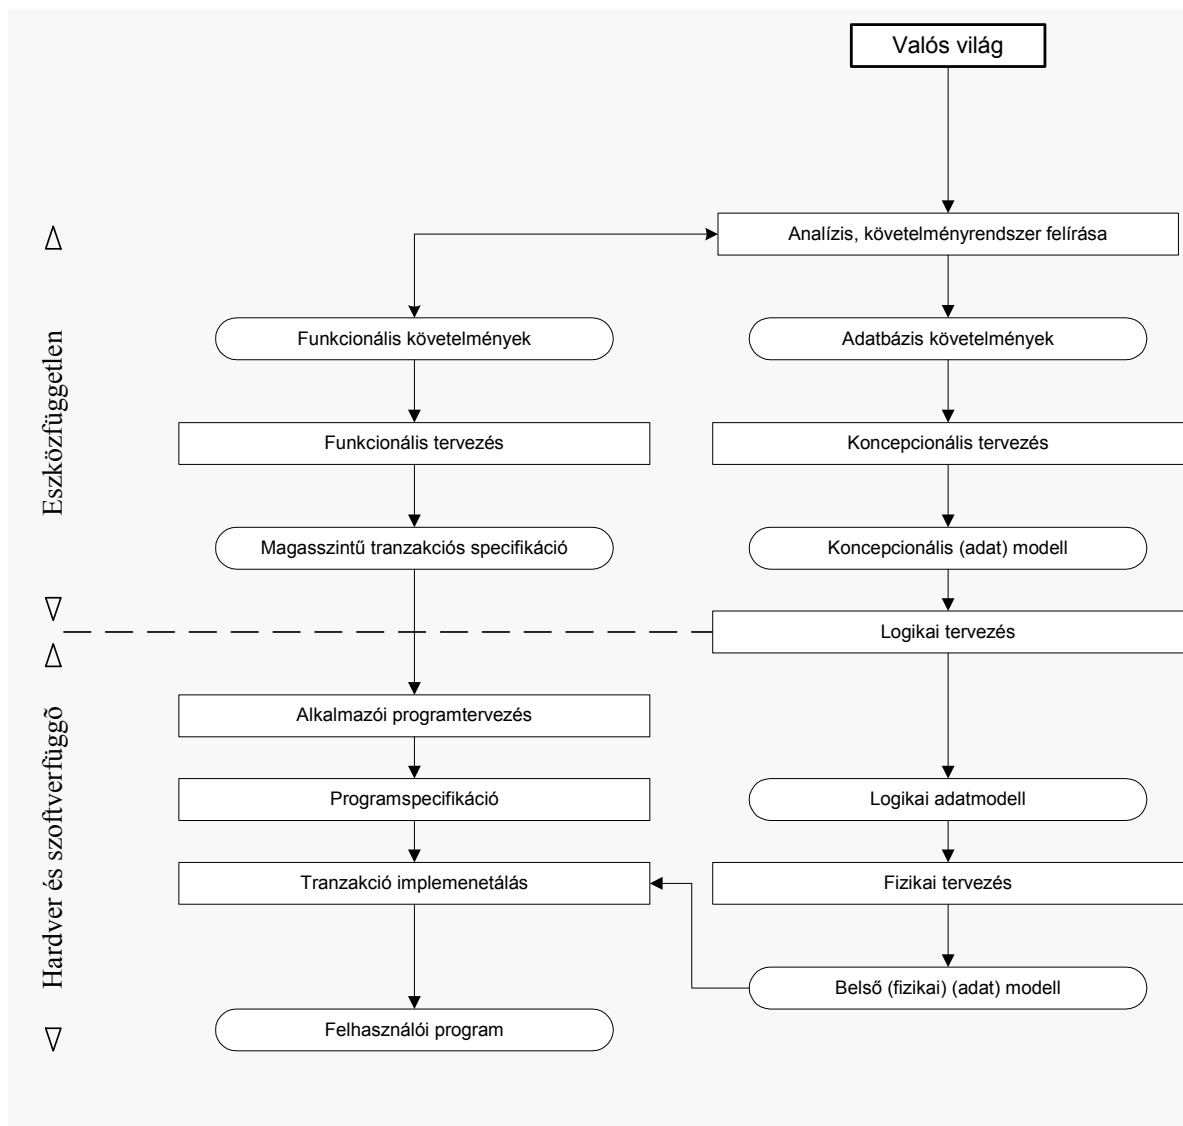 Valós világ
Analízis, követelményrendszer felírása
Funkcionális követelmények
Adatbázis követelmények
Eszközfüggetlen
Funkcionális tervezés
Koncepcionális tervezés
Magasszintű tranzakciós specifikáció
Koncepcionális (adat) modell
Logikai tervezés
Hardver és szoftverfüggõ
Alkalmazói programtervezés
Programspecifikáció
Logikai adatmodell
Tranzakció implemenetálás
Fizikai tervezés
Belső (fizikai) (adat) modell
Felhasználói program